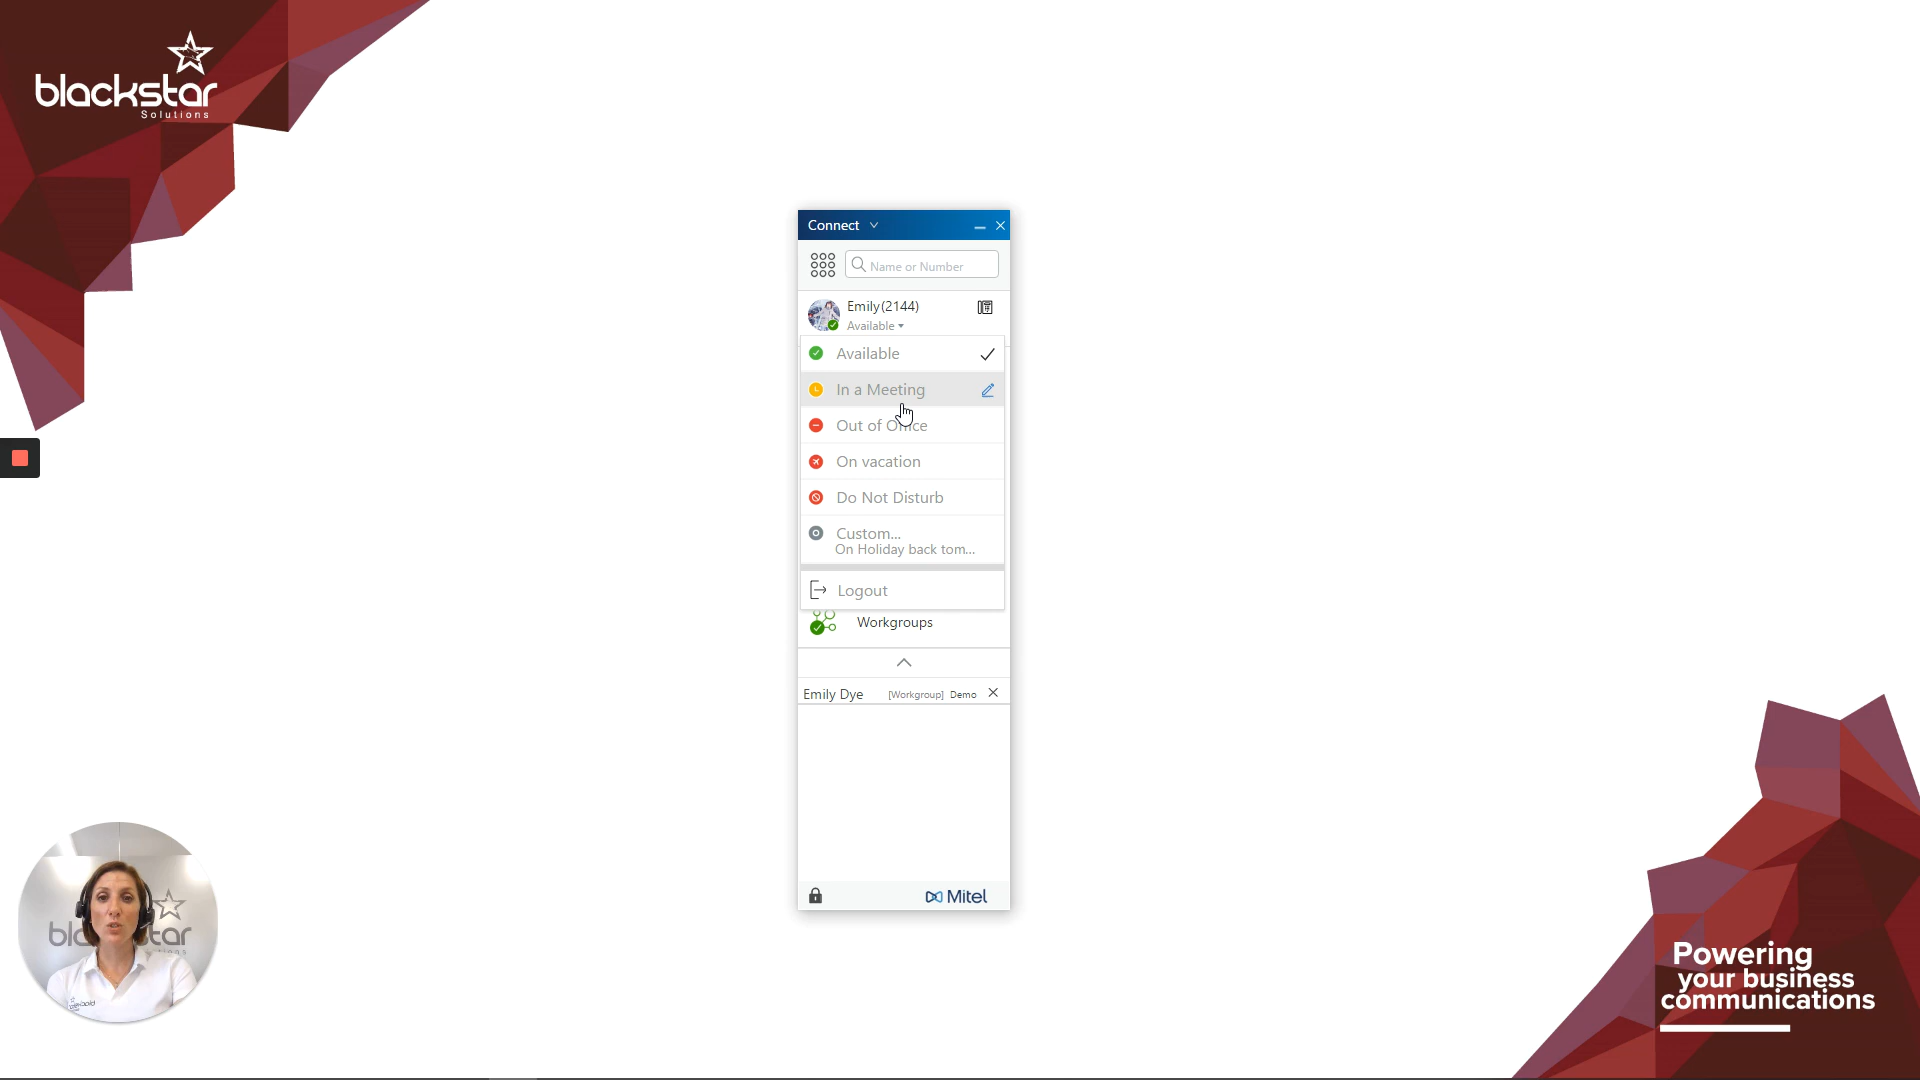 blackstar
Solutions
Connect
Name or Number
Emily(2144)
Available
Available
In a Meeting
Out of Office
On vacation
Do Not Disturb
Custom...
On Holiday back tom...
Logout
Workgroups
Emily Dye [Workgroup] Demo
Mitel
Powering
your business
communications